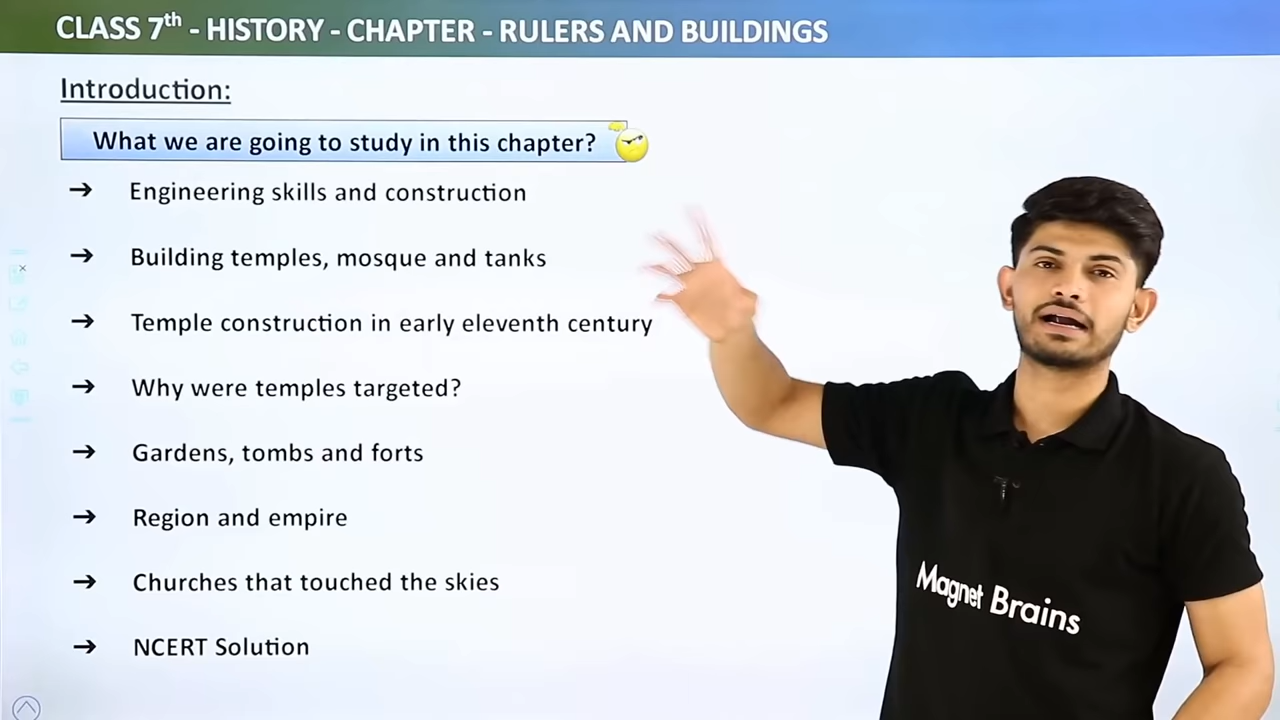 CLASS 7th - HISTORY - CHAPTER - RULERS AND BUILDINGS
Introduction:
What we are going to study in this chapter?
➔ Engineering skills and construction
➔ Building temples, mosque and tanks
➔ Temple construction in early eleventh century
➔ Why were temples targeted?
➔ Gardens, tombs and forts
➔ Region and empire
➔ Churches that touched the skies
➔ NCERT Solution
Magnet Brains